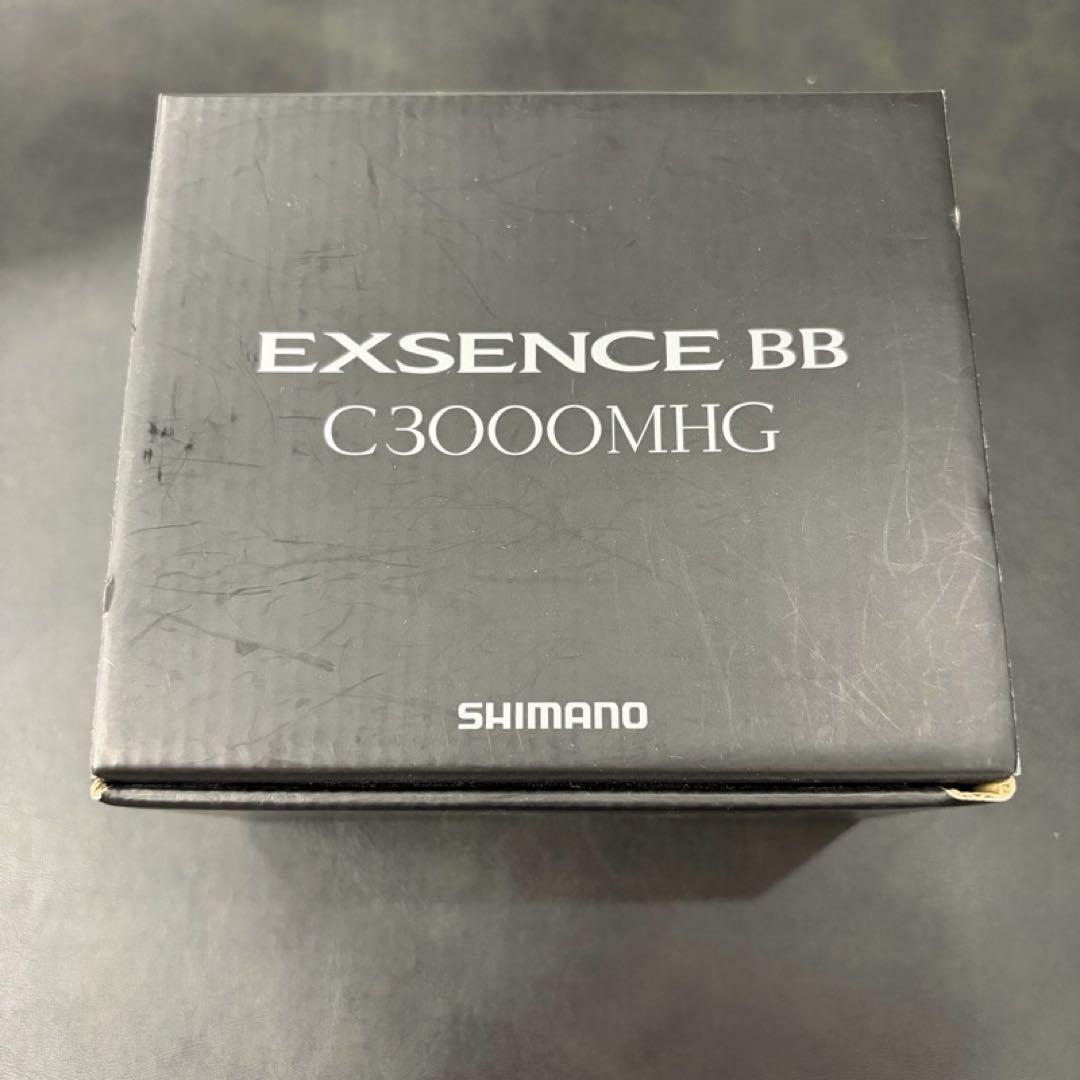 EXSENCE BB
C3000MHG
SHIMANO